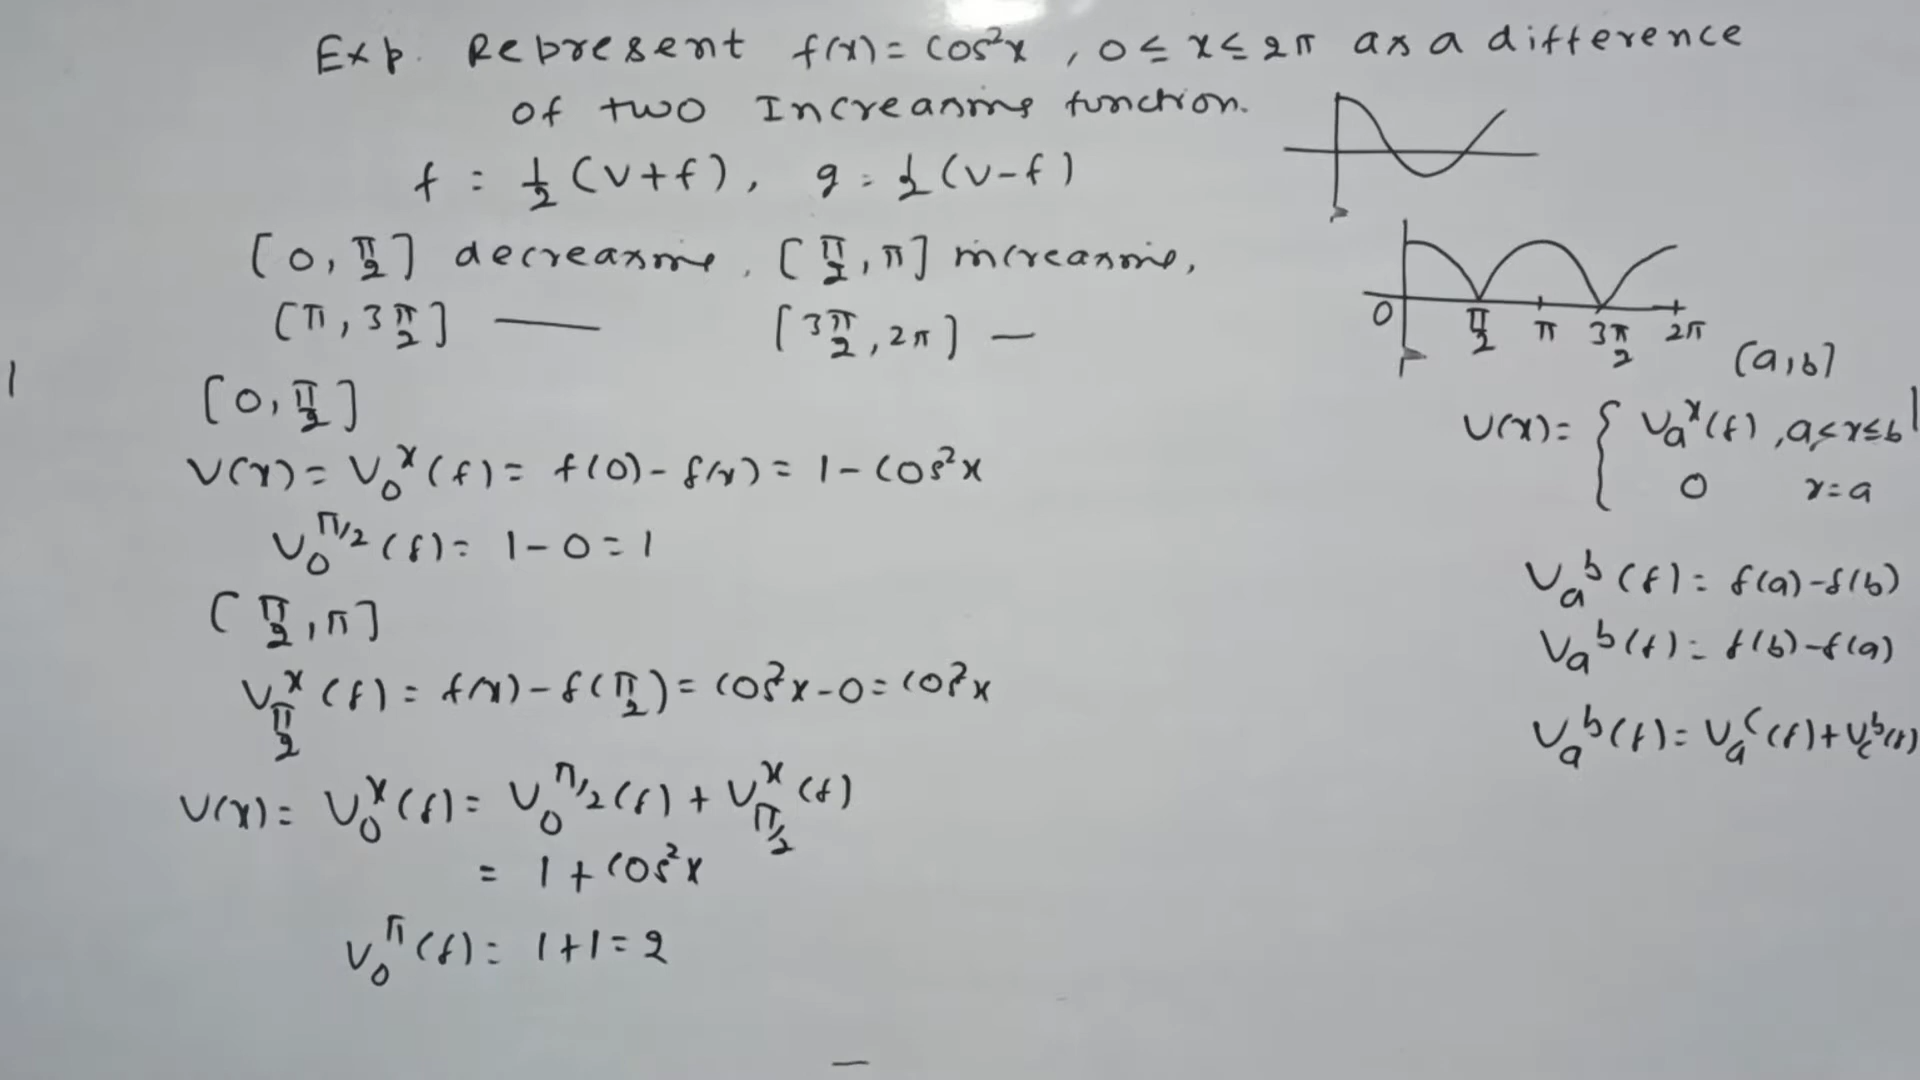 Exp. Represent f(x) = cos²x , 0 ≤ x ≤ 2π as a difference
of two Increasing function.
f = ½ (v+f), g = ½ (v-f)
[0, π/2] decreasing, [π/2, π] increasing,
[π, 3π/2] — [3π/2, 2π] —
0 π/2 π 3π/2 2π
[a,b]
[0, π/2]
V(x) = { Vₐˣ(f) , a<x≤b
0 x=a
V(x) = V₀ˣ(f) = f(0) - f(x) = 1 - cos²x
V₀^π/2 (f) = 1 - 0 = 1
Vₐᵇ(f) = f(a) - f(b)
[π/2, π]
Vₐᵇ(f) = f(b) - f(a)
V_π/2^x (f) = f(x) - f(π/2) = cos²x - 0 = cos²x
Vₐᵇ(f) = Vₐᶜ(f) + V_c^b(f)
V(x) = V₀ˣ(f) = V₀^π/2 (f) + V_π/2^x (f)
= 1 + cos²x
V₀^π (f) = 1+1 = 2